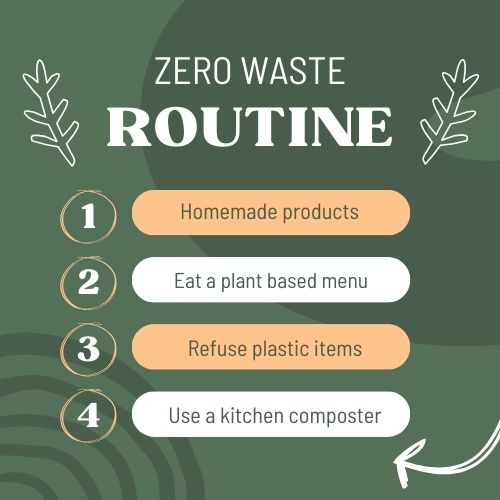 ZERO WASTE
ROUTINE
1 Homemade products
2 Eat a plant based menu
3 Refuse plastic items
4 Use a kitchen composter